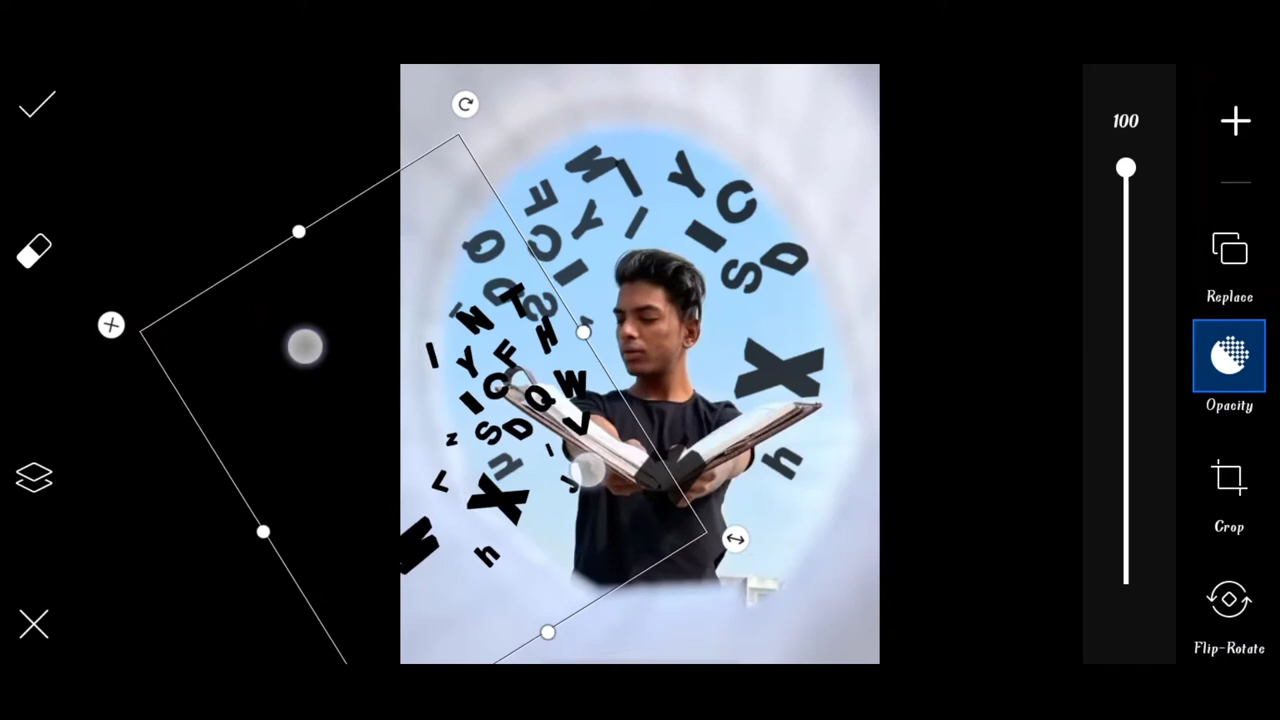 100
Replace
Opacity
Crop
Flip-Rotate
M
L
Y
C
F
Y
I
I
D
Q
C
I
S
D
S
T
N
H
I
Y
F
X
C
W
I
Q
S
D
V
z
h
I
h
L
X
J
h